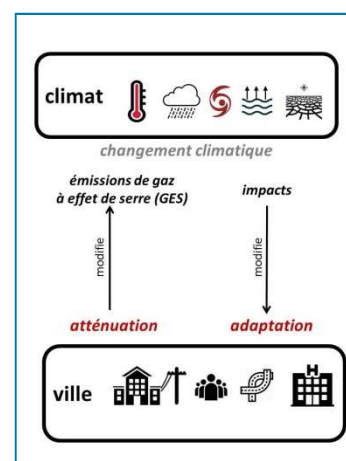 climat
changement climatique
émissions de gaz
à effet de serre (GES)
impacts
modifie
modifie
atténuation
adaptation
ville
H